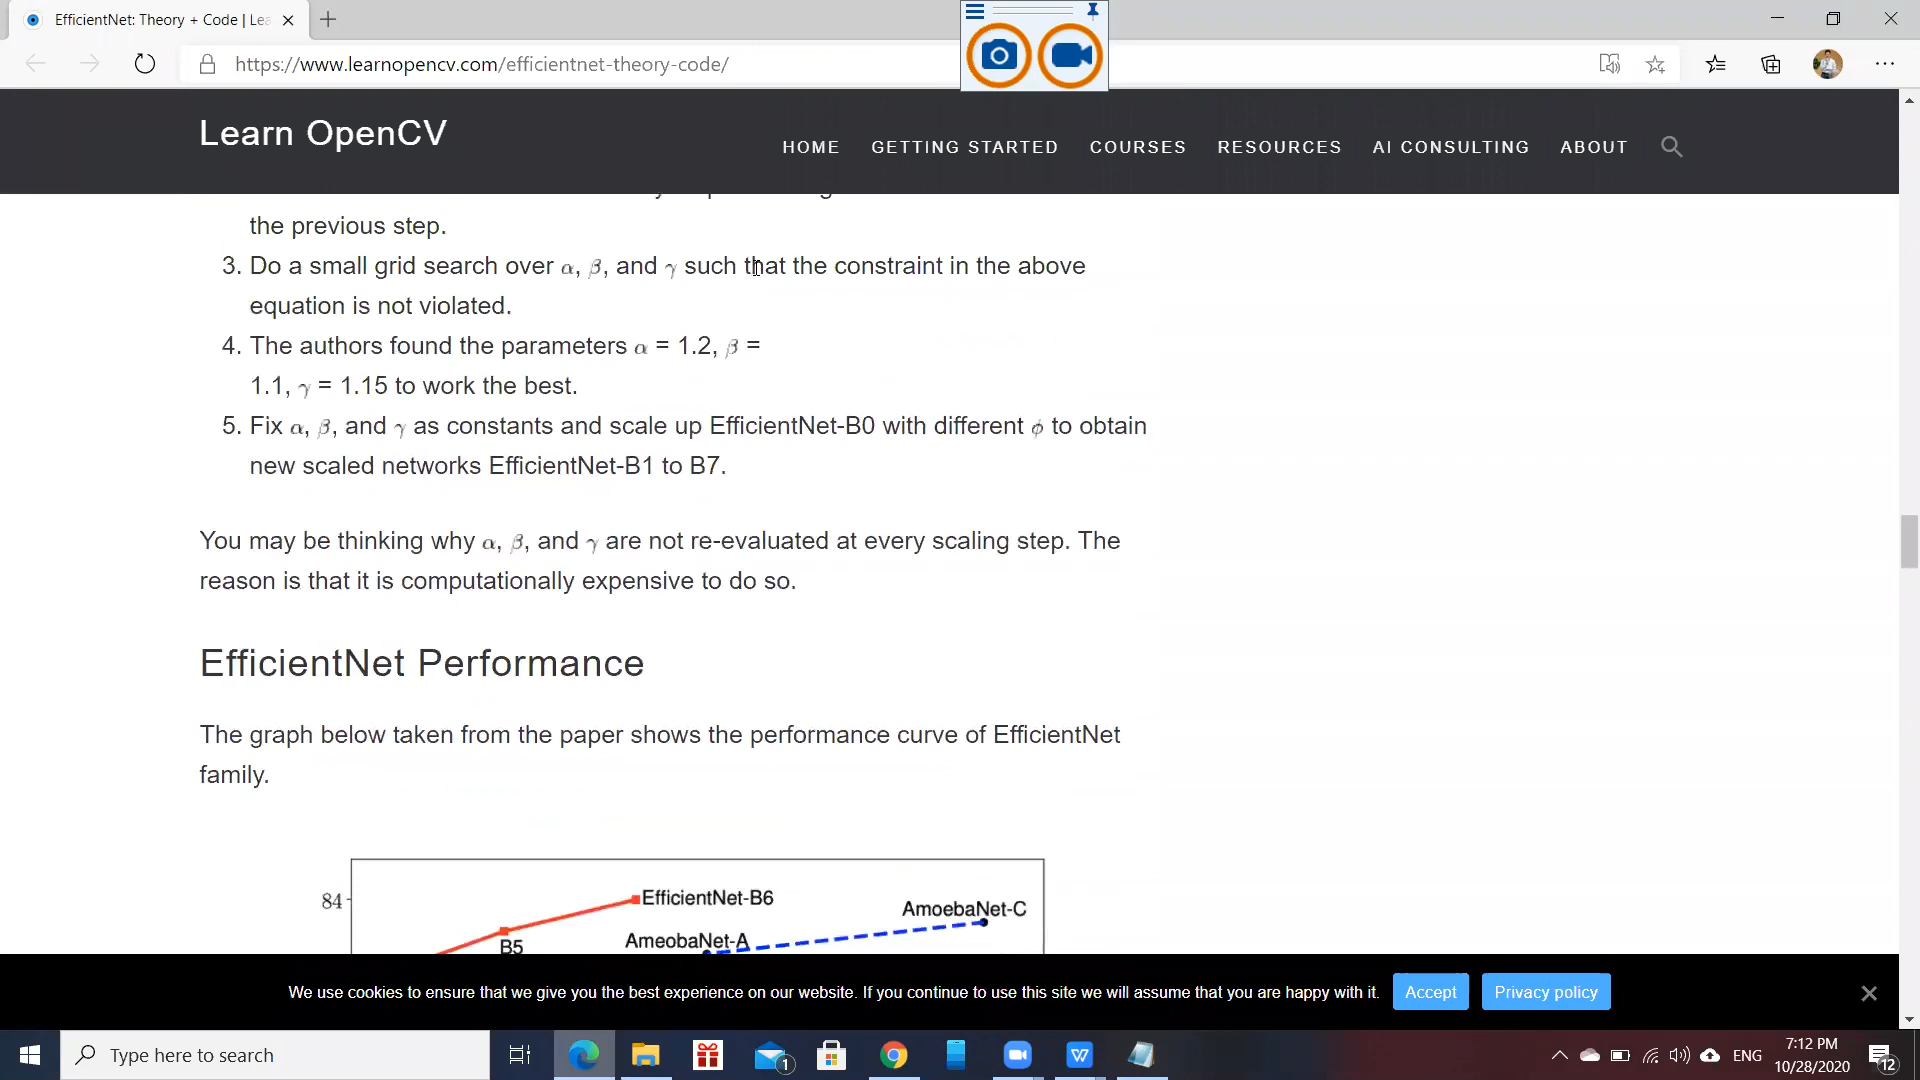 EfficientNet: Theory + Code | Lea
https://www.learnopencv.com/efficientnet-theory-code/
Learn OpenCV
HOME GETTING STARTED COURSES RESOURCES AI CONSULTING ABOUT
the previous step.
3. Do a small grid search over α, β, and γ such that the constraint in the above
equation is not violated.
4. The authors found the parameters α = 1.2, β =
1.1, γ = 1.15 to work the best.
5. Fix α, β, and γ as constants and scale up EfficientNet-B0 with different ϕ to obtain
new scaled networks EfficientNet-B1 to B7.
You may be thinking why α, β, and γ are not re-evaluated at every scaling step. The
reason is that it is computationally expensive to do so.
EfficientNet Performance
The graph below taken from the paper shows the performance curve of EfficientNet
family.
84
EfficientNet-B6
AmoebaNet-C
AmeobaNet-A
B5
We use cookies to ensure that we give you the best experience on our website. If you continue to use this site we will assume that you are happy with it. Accept Privacy policy
Type here to search
1
W
ENG
7:12 PM
10/28/2020
12